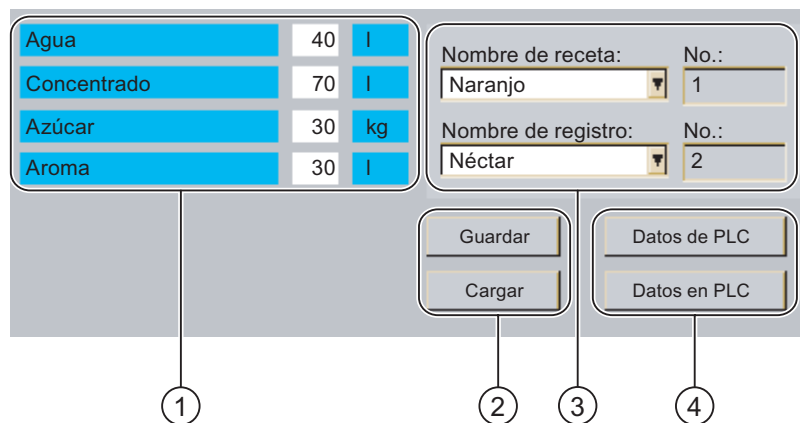 Agua 40 l
Concentrado 70 l
Azúcar 30 kg
Aroma 30 l
Nombre de receta: No.:
Naranjo 1
Nombre de registro: No.:
Néctar 2
Guardar Datos de PLC
Cargar Datos en PLC
1 2 3 4